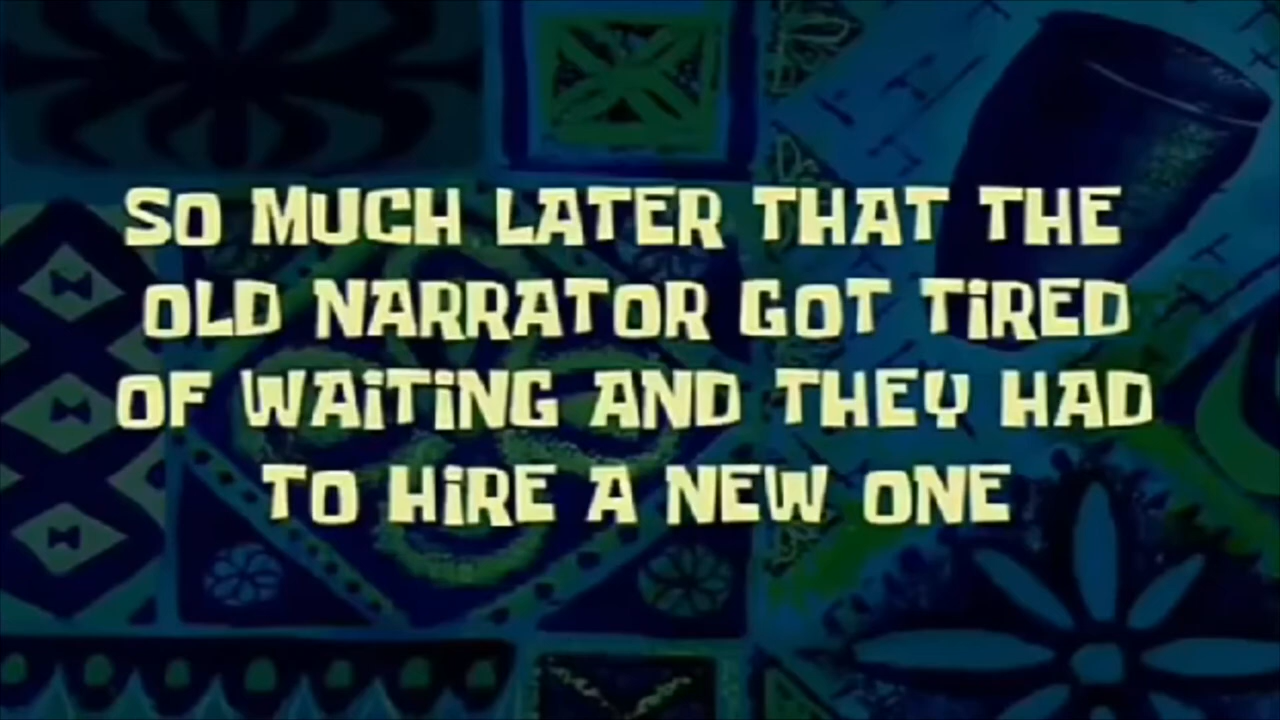 SO MUCH LATER THAT THE
OLD NARRATOR GOT TiRED
OF WAiTiNG AND THEY HAD
TO HiRE A NEW ONE